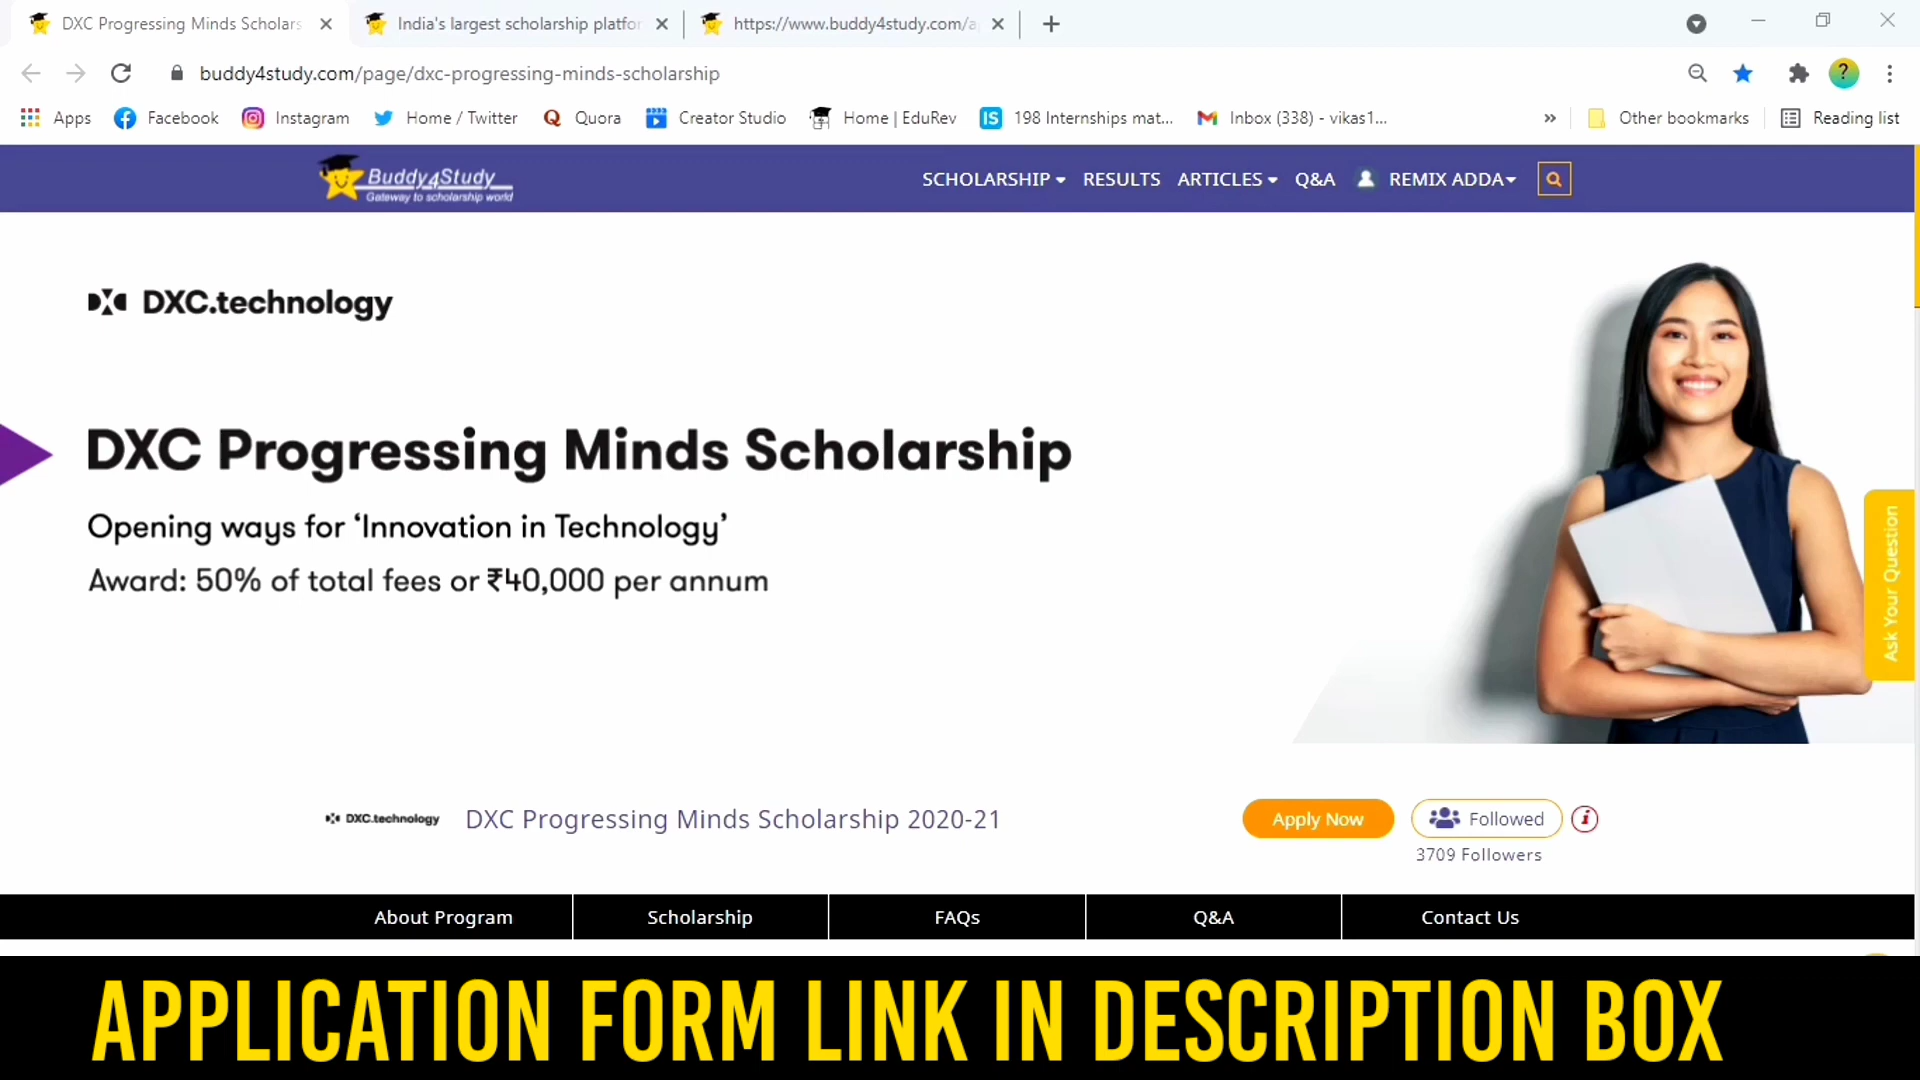 DXC Progressing Minds Scholars
India's largest scholarship platfo
https://www.buddy4study.com/a
buddy4study.com/page/dxc-progressing-minds-scholarship
Apps
Facebook
Instagram
Home / Twitter
Quora
Creator Studio
Home | EduRev
IS
198 Internships mat...
Inbox (338) - vikas1...
»
Other bookmarks
Reading list
Buddy4Study
Gateway to scholarship world
SCHOLARSHIP
RESULTS
ARTICLES
Q&A
REMIX ADDA
DXC.technology
DXC Progressing Minds Scholarship
Opening ways for ‘Innovation in Technology’
Award: 50% of total fees or ₹40,000 per annum
Ask Your Question
DXC.technology
DXC Progressing Minds Scholarship 2020-21
Apply Now
Followed
i
3709 Followers
About Program
Scholarship
FAQs
Q&A
Contact Us
APPLICATION FORM LINK IN DESCRIPTION BOX